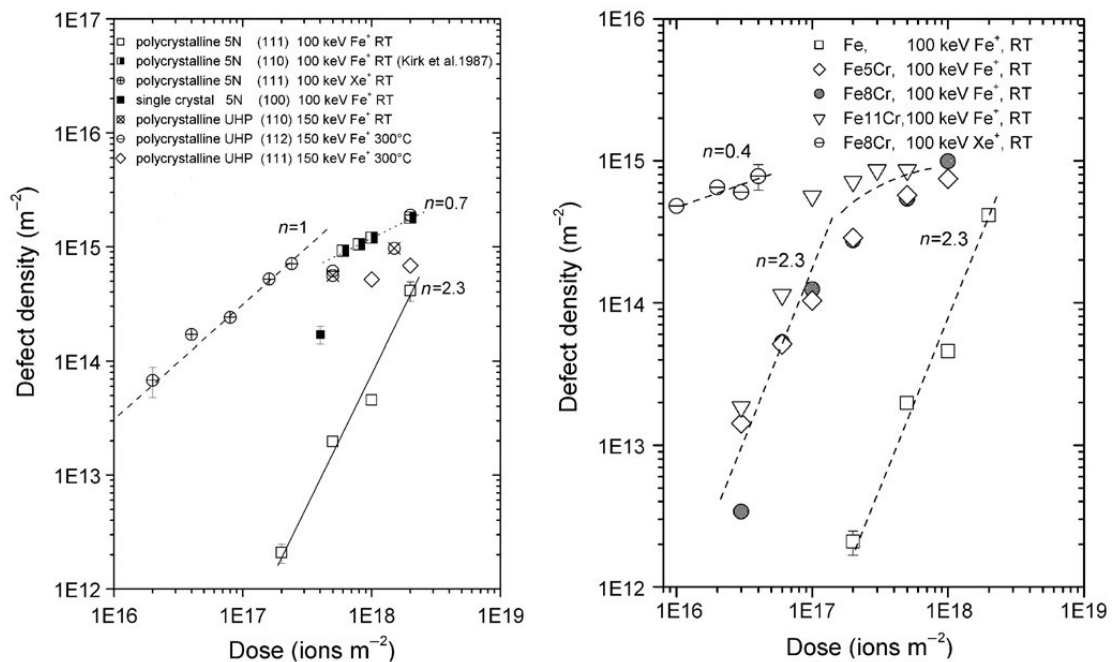 1E17
1E16
1E15
1E14
1E13
1E12
Defect density (m⁻²)
polycrystalline 5N (111) 100 keV Fe⁺ RT
polycrystalline 5N (110) 100 keV Fe⁺ RT (Kirk et al.1987)
polycrystalline 5N (111) 100 keV Xe⁺ RT
single crystal 5N (100) 100 keV Fe⁺ RT
polycrystalline UHP (110) 150 keV Fe⁺ RT
polycrystalline UHP (112) 150 keV Fe⁺ 300°C
polycrystalline UHP (111) 150 keV Fe⁺ 300°C
n=1
n=0.7
n=2.3
1E16 1E17 1E18 1E19
Dose (ions m⁻²)
1E16
1E15
1E14
1E13
1E12
Defect density (m⁻²)
Fe, 100 keV Fe⁺, RT
Fe5Cr, 100 keV Fe⁺, RT
Fe8Cr, 100 keV Fe⁺, RT
Fe11Cr, 100 keV Fe⁺, RT
Fe8Cr, 100 keV Xe⁺, RT
n=0.4
n=2.3
n=2.3
1E16 1E17 1E18 1E19
Dose (ions m⁻²)